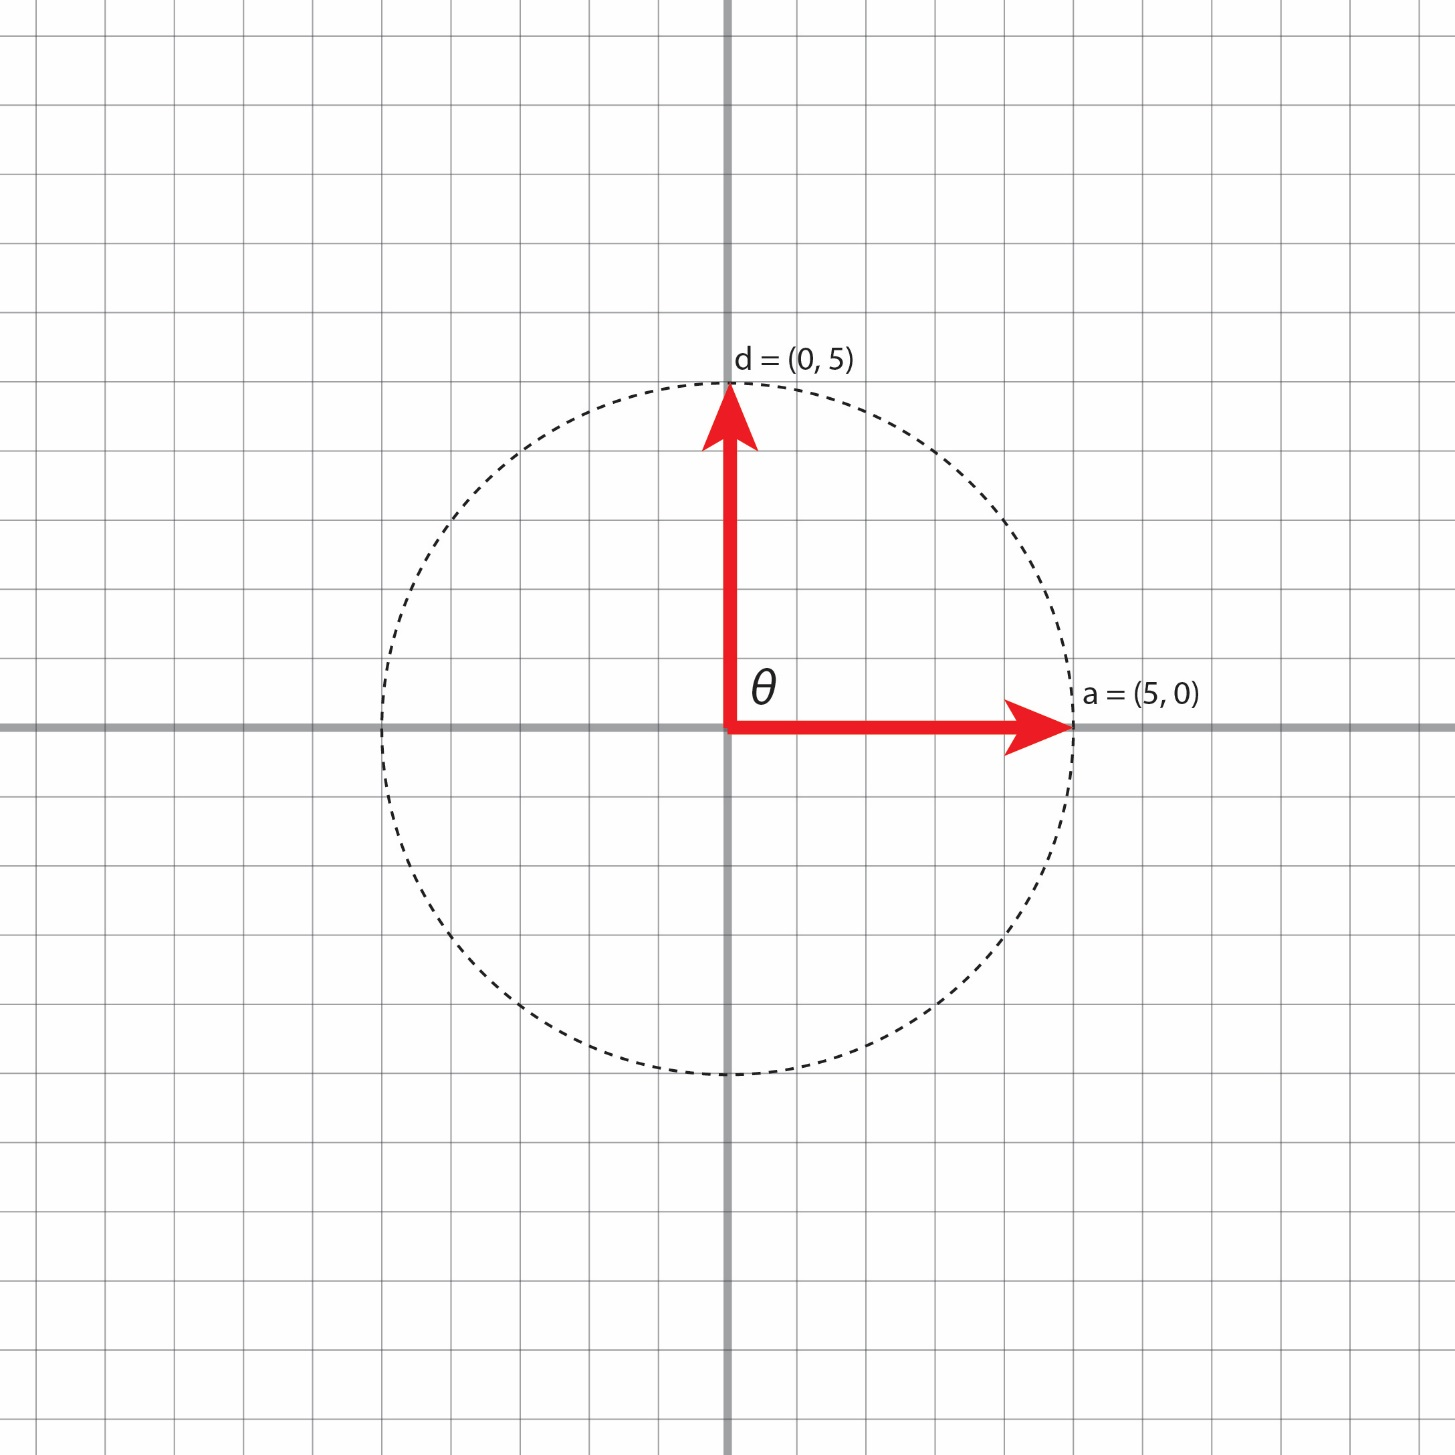 d = (0, 5)
θ
a = (5, 0)